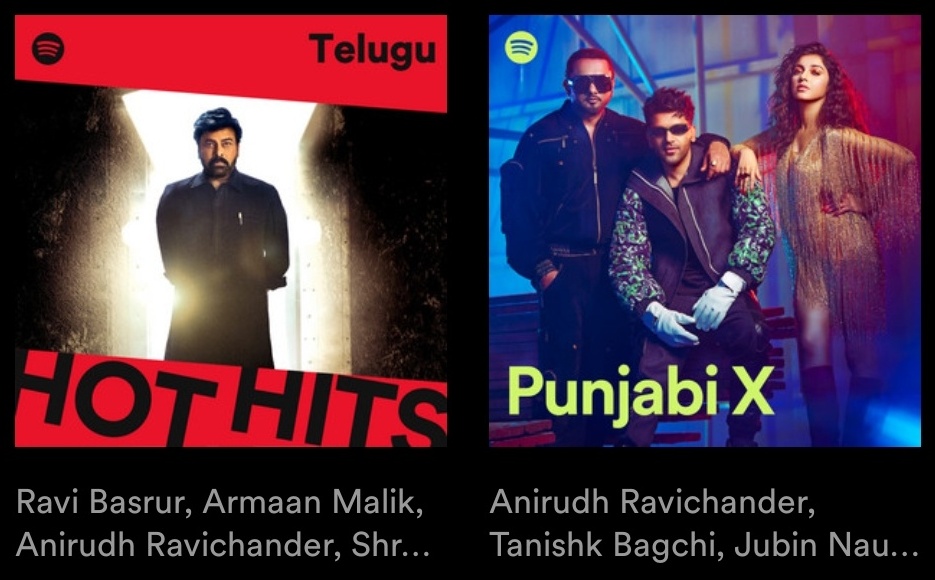 Telugu
HOT HITS
Punjabi X
Ravi Basrur, Armaan Malik,
Anirudh Ravichander, Shr...
Anirudh Ravichander,
Tanishk Bagchi, Jubin Nau...